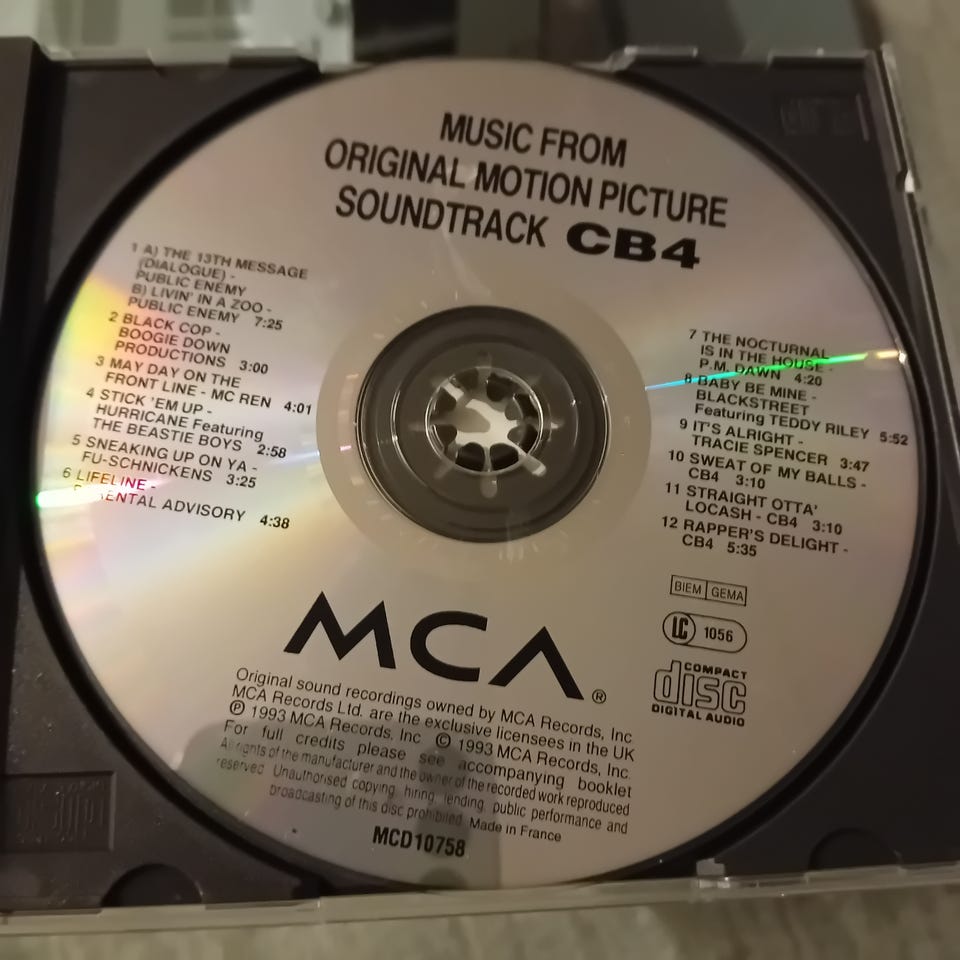 MUSIC FROM
ORIGINAL MOTION PICTURE
SOUNDTRACK CB4
1 A) THE 13TH MESSAGE
(DIALOGUE) -
PUBLIC ENEMY
B) LIVIN' IN A ZOO -
PUBLIC ENEMY 7:25
2 BLACK COP -
BOOGIE DOWN
PRODUCTIONS 3:00
3 MAY DAY ON THE
FRONT LINE - MC REN 4:01
4 STICK 'EM UP -
HURRICANE Featuring
THE BEASTIE BOYS 2:58
5 SNEAKING UP ON YA -
FU-SCHNICKENS 3:25
6 LIFELINE -
ADVISORY 4:38
7 THE NOCTURNAL
IS IN THE HOUSE -
P.M. DAWN 4:20
8 BABY BE MINE -
BLACKSTREET
Featuring TEDDY RILEY 5:52
9 IT'S ALRIGHT -
TRACIE SPENCER 3:47
10 SWEAT OF MY BALLS -
CB4 3:10
11 STRAIGHT OTTA'
LOCASH - CB4 3:10
12 RAPPER'S DELIGHT -
CB4 5:35
BIEM GEMA
LC 1056
COMPACT
disc
DIGITAL AUDIO
MCA ®
Original sound recordings owned by MCA Records, Inc
MCA Records Ltd. are the exclusive licensees in the UK
℗ 1993 MCA Records, Inc © 1993 MCA Records, Inc.
For full credits please see accompanying booklet
All rights of the manufacturer and the owner of the recorded work reproduced
reserved. Unauthorised copying, hiring, lending, public performance and
broadcasting of this disc prohibited. Made in France
MCD10758